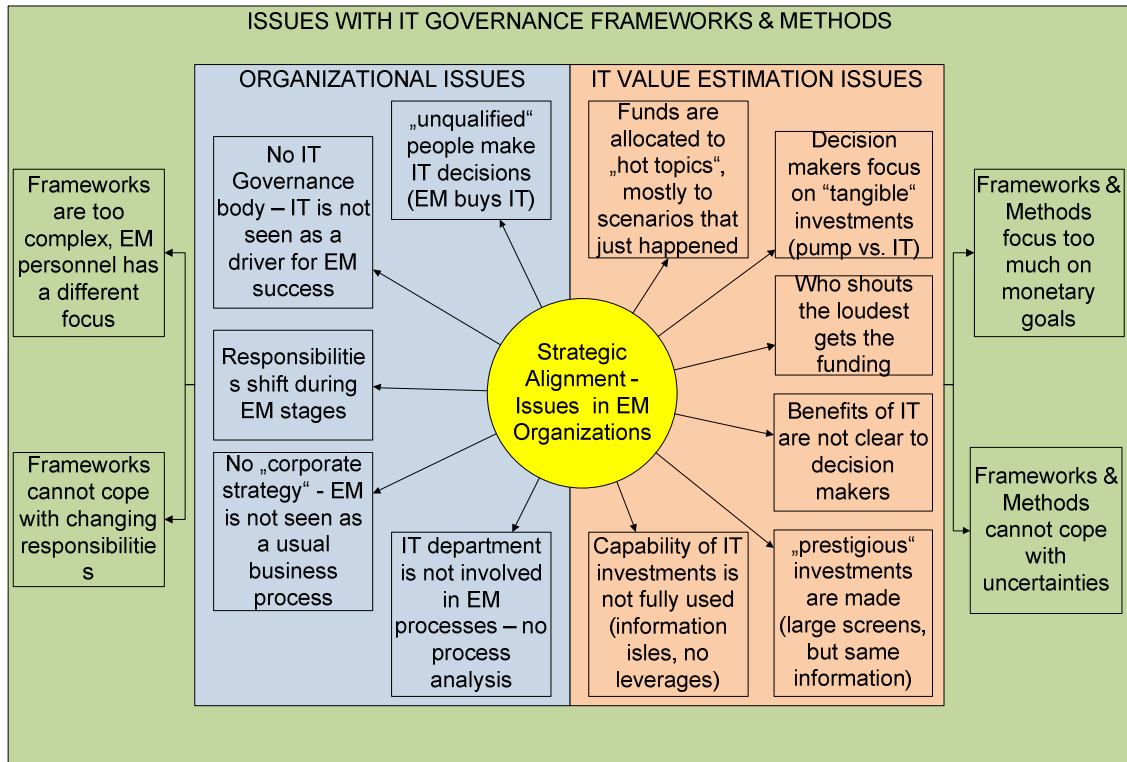 ISSUES WITH IT GOVERNANCE FRAMEWORKS & METHODS
ORGANIZATIONAL ISSUES
IT VALUE ESTIMATION ISSUES
Frameworks
are too
complex, EM
personnel has
a different
focus
Frameworks
cannot cope
with changing
responsibilitie
s
No IT
Governance
body – IT is not
seen as a
driver for EM
success
„unqualified“
people make
IT decisions
(EM buys IT)
Responsibilitie
s shift during
EM stages
No „corporate
strategy“ - EM
is not seen as
a usual
business
process
IT department
is not involved
in EM
processes – no
process
analysis
Strategic
Alignment -
Issues in EM
Organizations
Funds are
allocated to
„hot topics“,
mostly to
scenarios that
just happened
Decision
makers focus
on “tangible“
investments
(pump vs. IT)
Who shouts
the loudest
gets the
funding
Benefits of IT
are not clear to
decision
makers
Capability of IT
investments is
not fully used
(information
isles, no
leverages)
„prestigious“
investments
are made
(large screens,
but same
information)
Frameworks &
Methods
focus too
much on
monetary
goals
Frameworks &
Methods
cannot cope
with
uncertainties